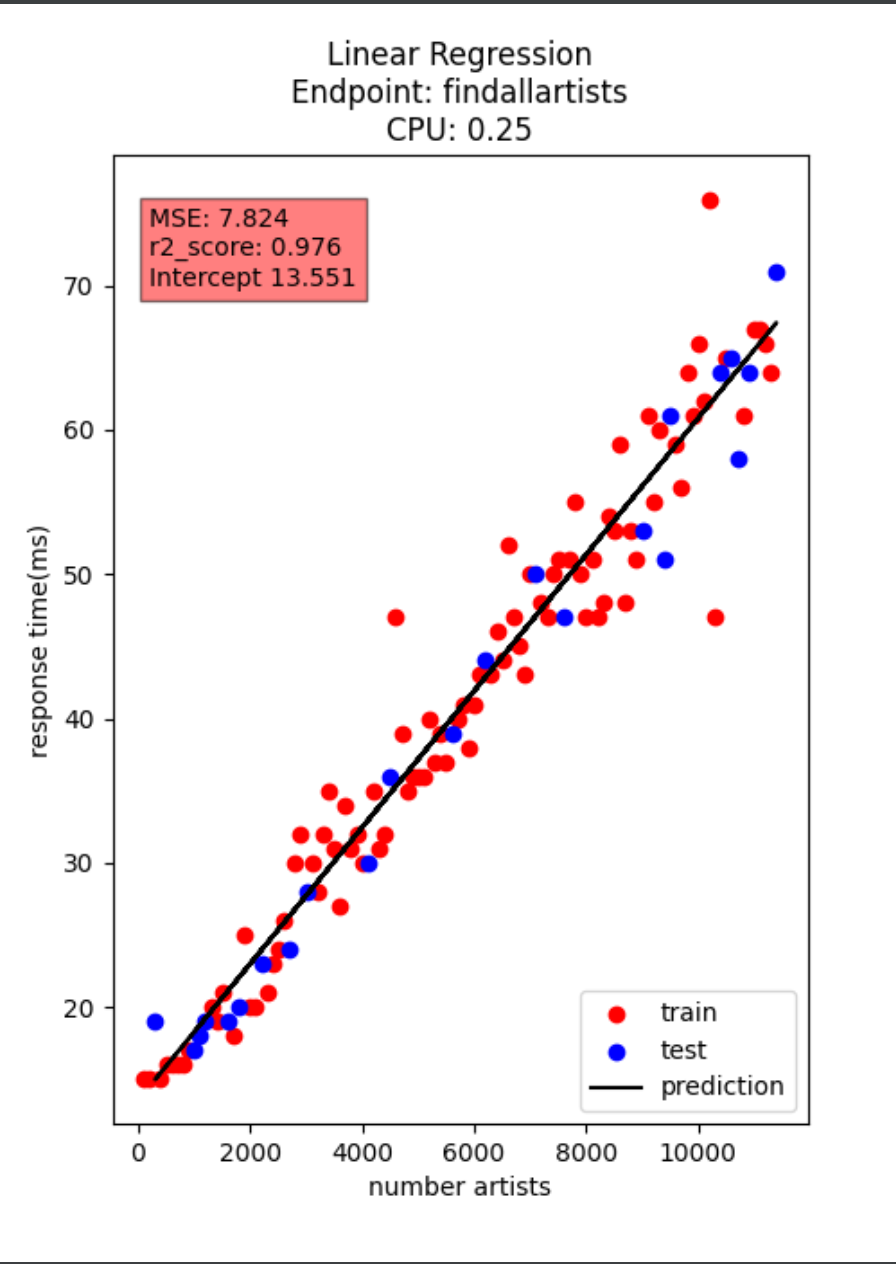 Linear Regression
Endpoint: findallartists
CPU: 0.25
MSE: 7.824
r2_score: 0.976
Intercept 13.551
70
60
50
40
30
20
response time(ms)
train
test
prediction
0 2000 4000 6000 8000 10000
number artists